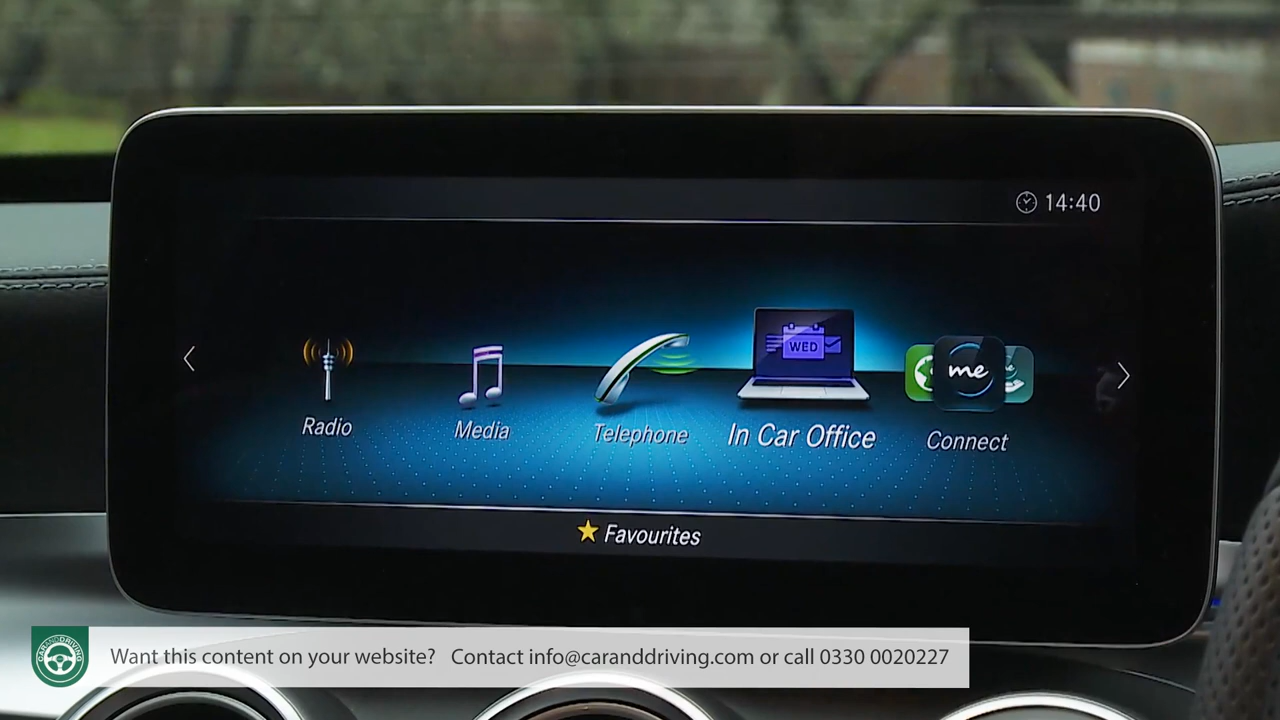 14:40
WED
me
Radio
Media
Telephone
In Car Office
Connect
Favourites
CARANDDRIVING
Want this content on your website? Contact info@caranddriving.com or call 0330 0020227